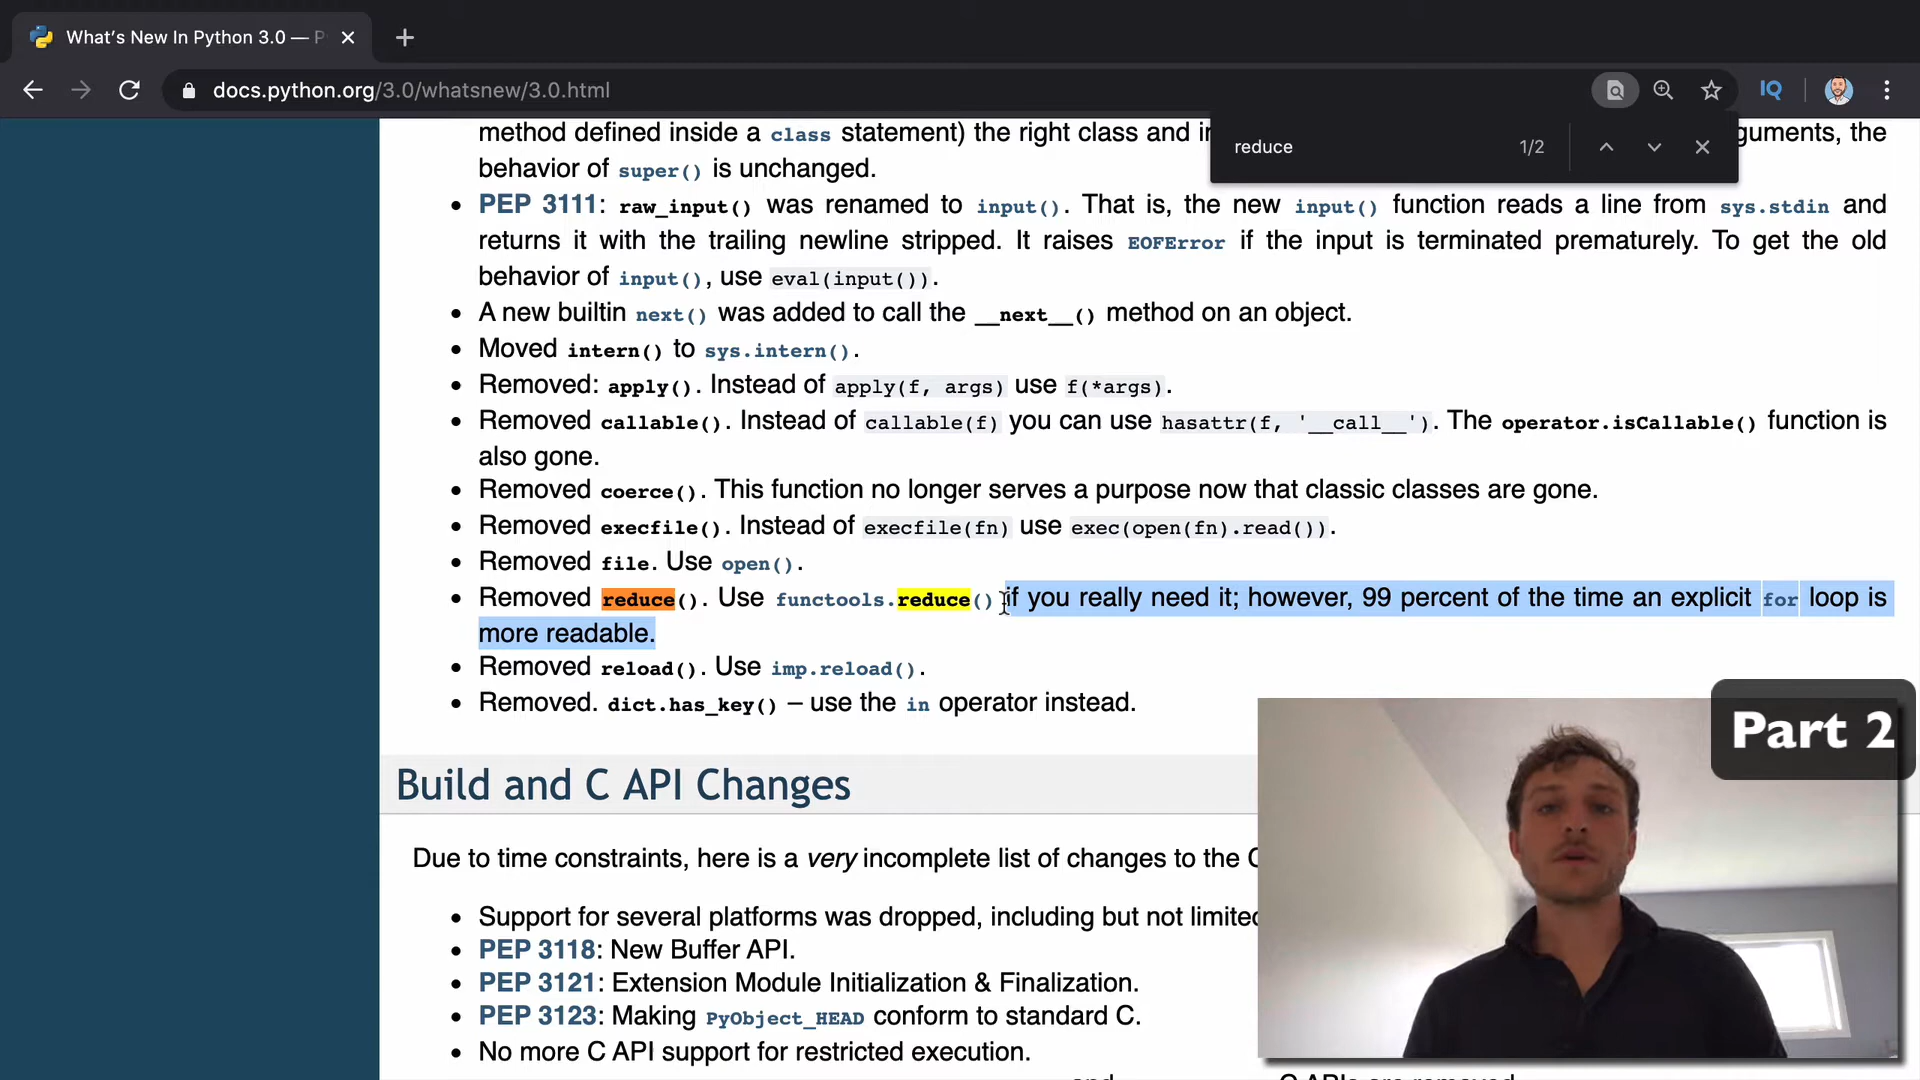 What's New In Python 3.0 — P
docs.python.org/3.0/whatsnew/3.0.html
IQ
reduce 1/2
method defined inside a class statement) the right class and in guments, the
behavior of super() is unchanged.
PEP 3111: raw_input() was renamed to input(). That is, the new input() function reads a line from sys.stdin and
returns it with the trailing newline stripped. It raises EOFError if the input is terminated prematurely. To get the old
behavior of input(), use eval(input()).
A new builtin next() was added to call the __next__() method on an object.
Moved intern() to sys.intern().
Removed: apply(). Instead of apply(f, args) use f(*args).
Removed callable(). Instead of callable(f) you can use hasattr(f, '__call__'). The operator.isCallable() function is
also gone.
Removed coerce(). This function no longer serves a purpose now that classic classes are gone.
Removed execfile(). Instead of execfile(fn) use exec(open(fn).read()).
Removed file. Use open().
Removed reduce(). Use functools.reduce() if you really need it; however, 99 percent of the time an explicit for loop is
more readable.
Removed reload(). Use imp.reload().
Removed. dict.has_key() – use the in operator instead.
Part 2
Build and C API Changes
Due to time constraints, here is a very incomplete list of changes to the C
Support for several platforms was dropped, including but not limited
PEP 3118: New Buffer API.
PEP 3121: Extension Module Initialization & Finalization.
PEP 3123: Making PyObject_HEAD conform to standard C.
No more C API support for restricted execution.